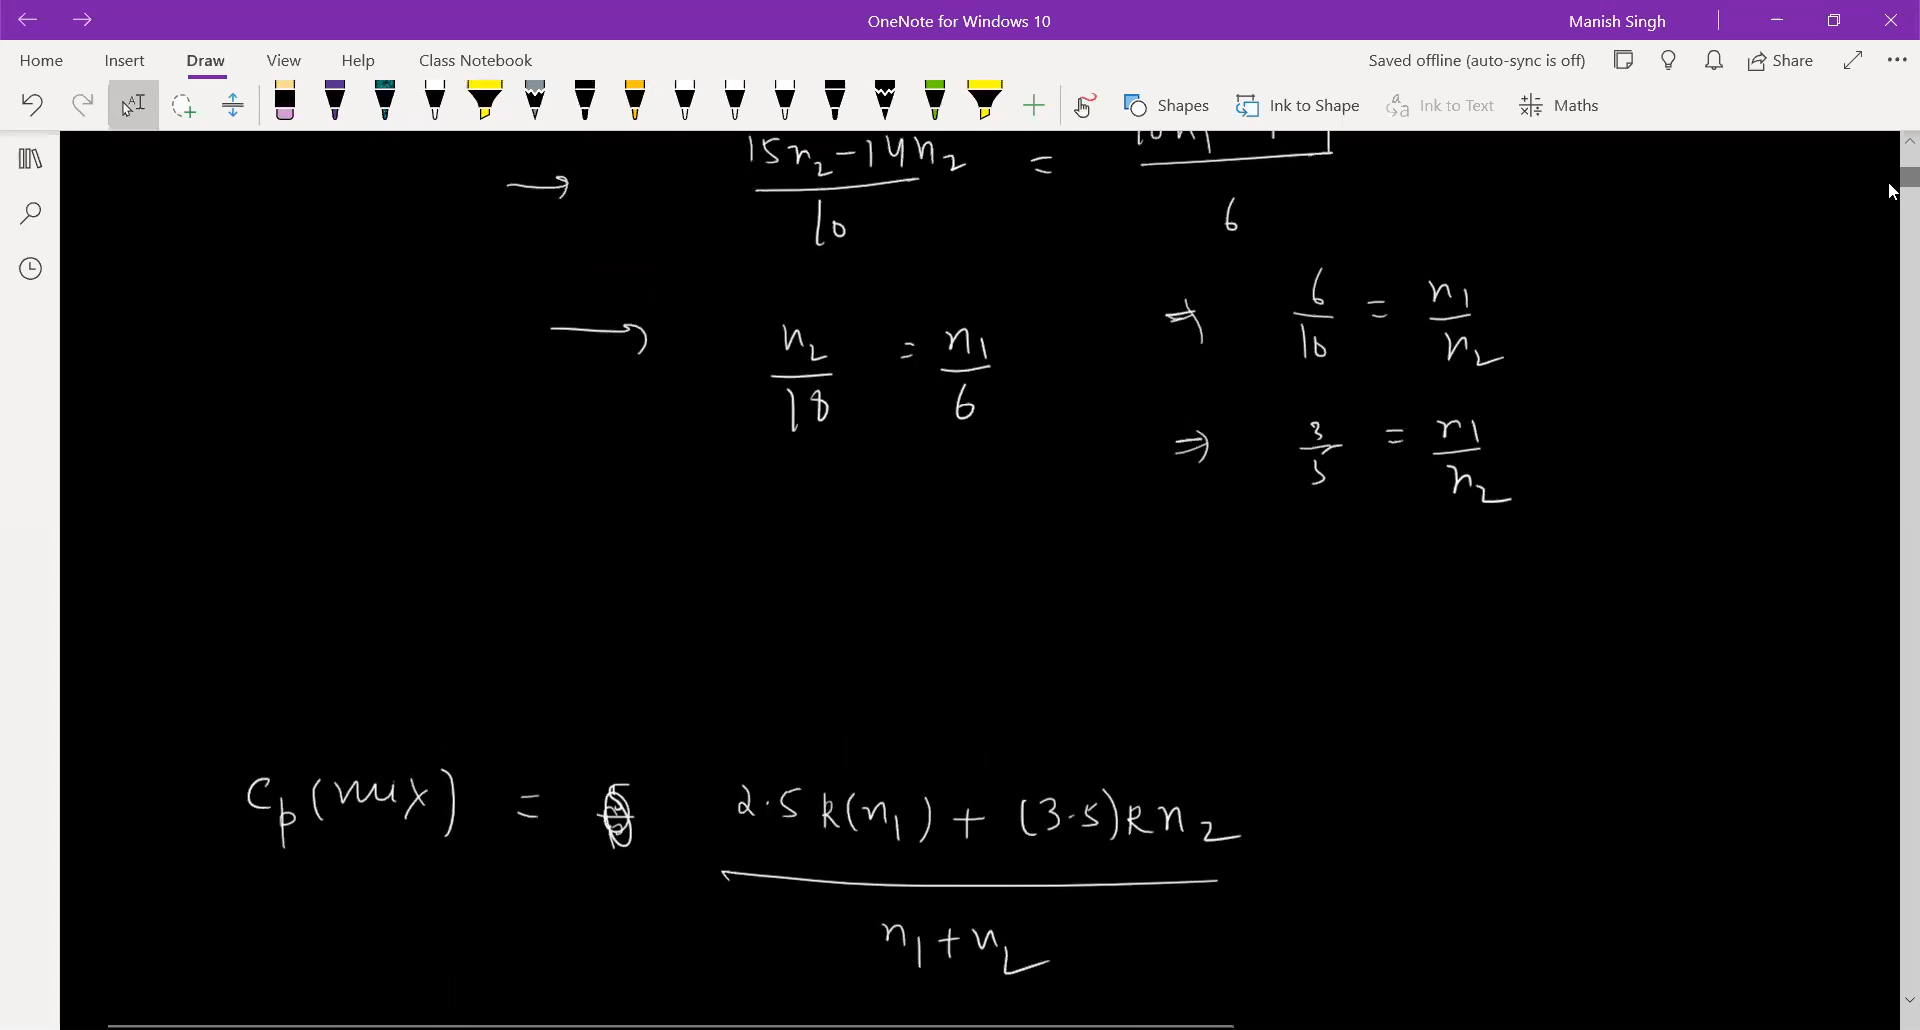 OneNote for Windows 10 Manish Singh
Home Insert Draw View Help Class Notebook Saved offline (auto-sync is off) Share
Shapes Ink to Shape Ink to Text Maths
→ 15n₂-14n₂/10 = /6
→ n₂/18 = n₁/6
⇒ 6/10 = n₁/n₂
⇒ 3/5 = n₁/n₂
Cp(mix) = 2.5R(n₁) + (3.5)Rn₂
n₁+n₂